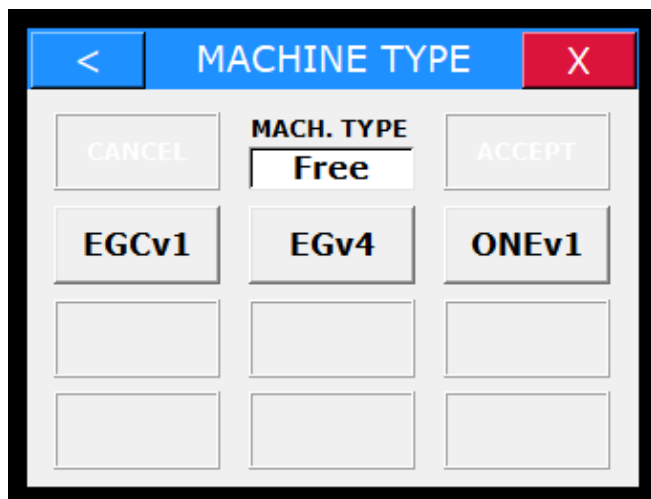 < MACHINE TYPE X
MACH. TYPE
CANCEL Free ACCEPT
EGCv1 EGv4 ONEv1